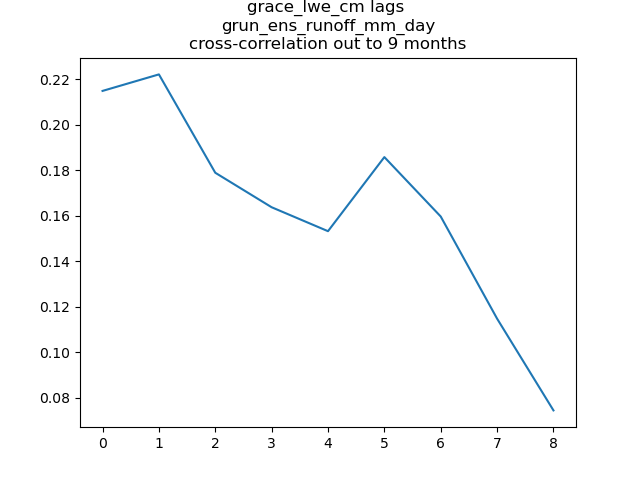 grace_lwe_cm lags
grun_ens_runoff_mm_day
cross-correlation out to 9 months
0.22
0.20
0.18
0.16
0.14
0.12
0.10
0.08
0 1 2 3 4 5 6 7 8